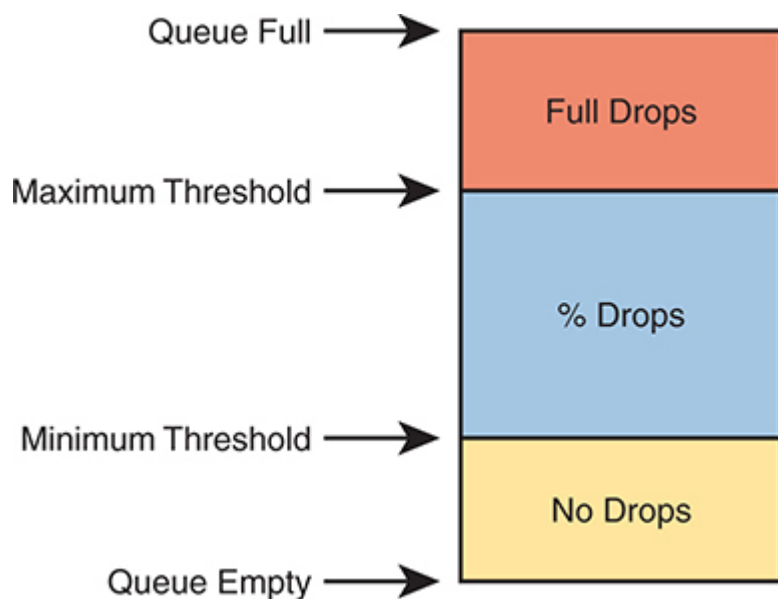 Queue Full
Full Drops
Maximum Threshold
% Drops
Minimum Threshold
No Drops
Queue Empty